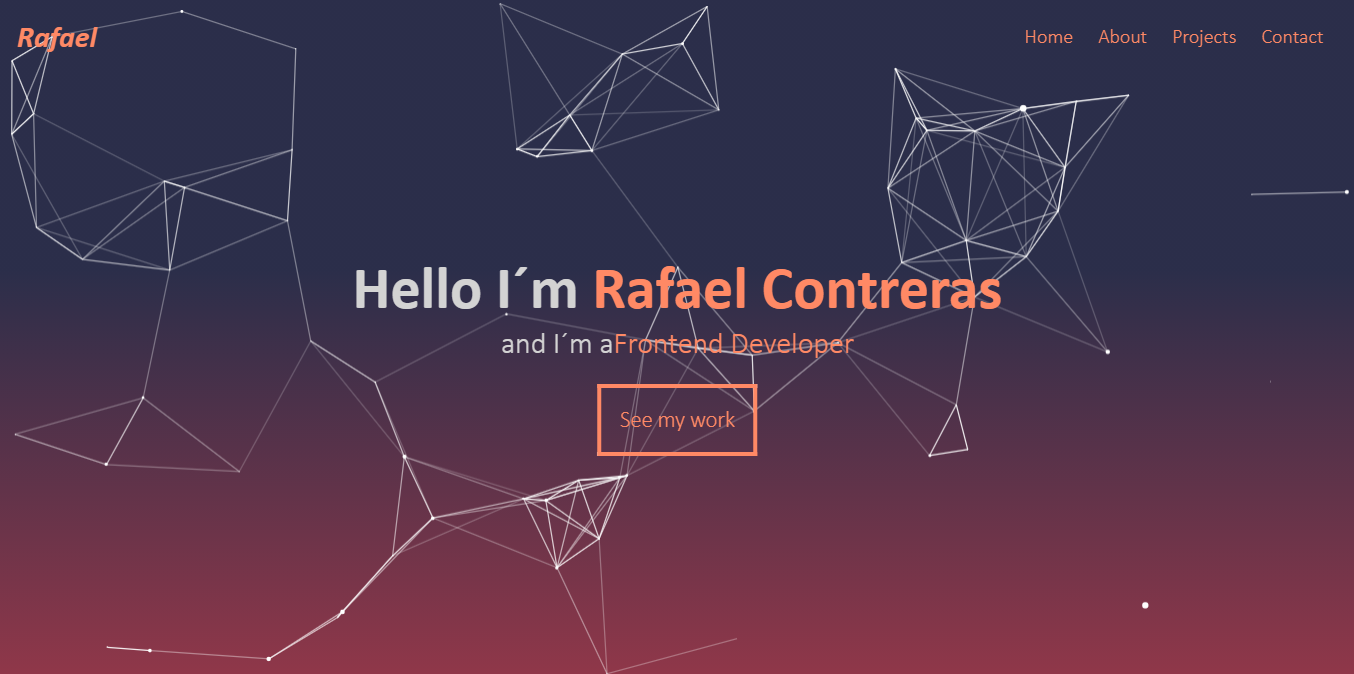 Rafael
Home About Projects Contact
Hello I´m Rafael Contreras
and I´m aFrontend Developer
See my work